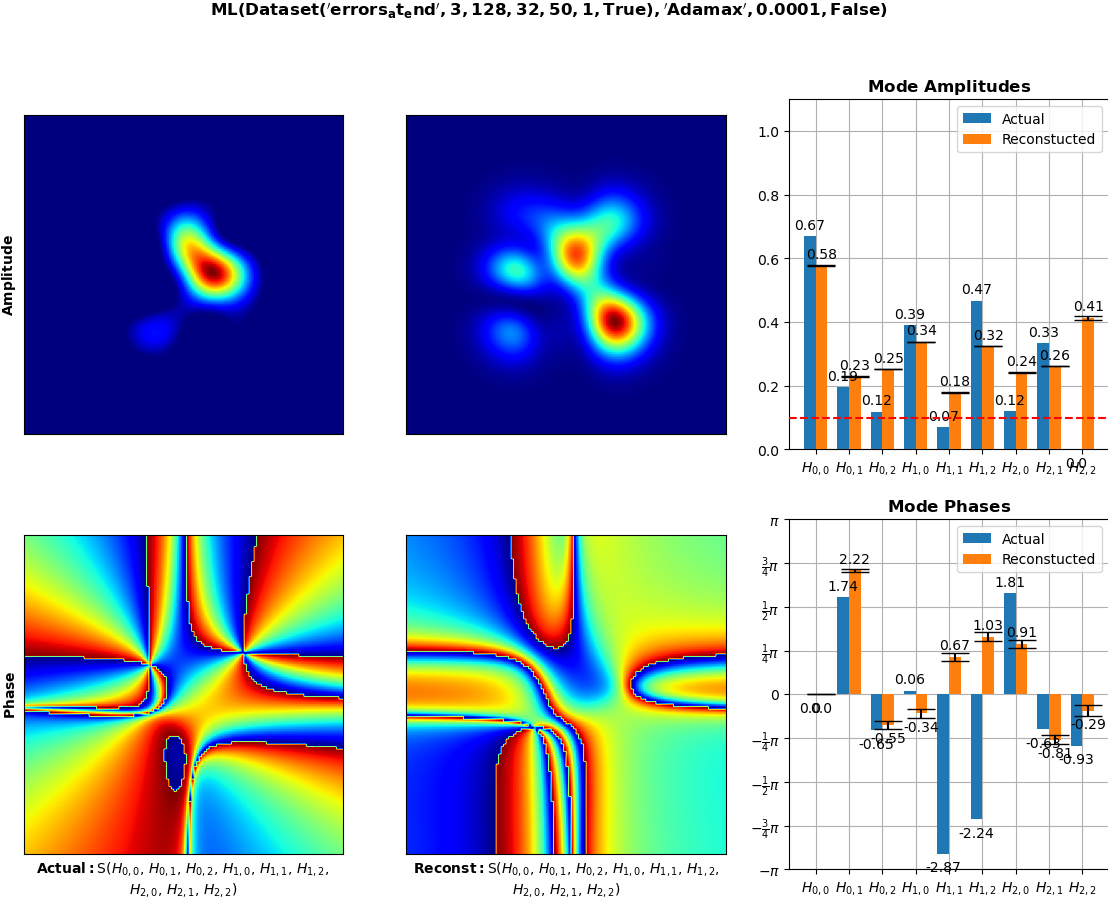 ML(Dataset('errors_at_end', 3, 128, 32, 50, 1, True), 'Adamax', 0.0001, False)
Amplitude
Mode Amplitudes
Actual
Reconstucted
1.0
0.8
0.6
0.4
0.2
0.0
0.67
0.58
0.19
0.23
0.12
0.25
0.39
0.34
0.07
0.18
0.47
0.32
0.12
0.24
0.33
0.26
0.0
0.41
H0,0 H0,1 H0,2 H1,0 H1,1 H1,2 H2,0 H2,1 H2,2
Phase
Mode Phases
Actual
Reconstucted
π
3/4π
1/2π
1/4π
0
−1/4π
−1/2π
−3/4π
−π
0.0
0.0
1.74
2.22
-0.65
-0.55
0.06
-0.34
-2.87
0.67
-2.24
1.03
1.81
0.91
-0.63
-0.81
-0.93
-0.29
H0,0 H0,1 H0,2 H1,0 H1,1 H1,2 H2,0 H2,1 H2,2
Actual: S(H0,0, H0,1, H0,2, H1,0, H1,1, H1,2,
H2,0, H2,1, H2,2)
Reconst: S(H0,0, H0,1, H0,2, H1,0, H1,1, H1,2,
H2,0, H2,1, H2,2)